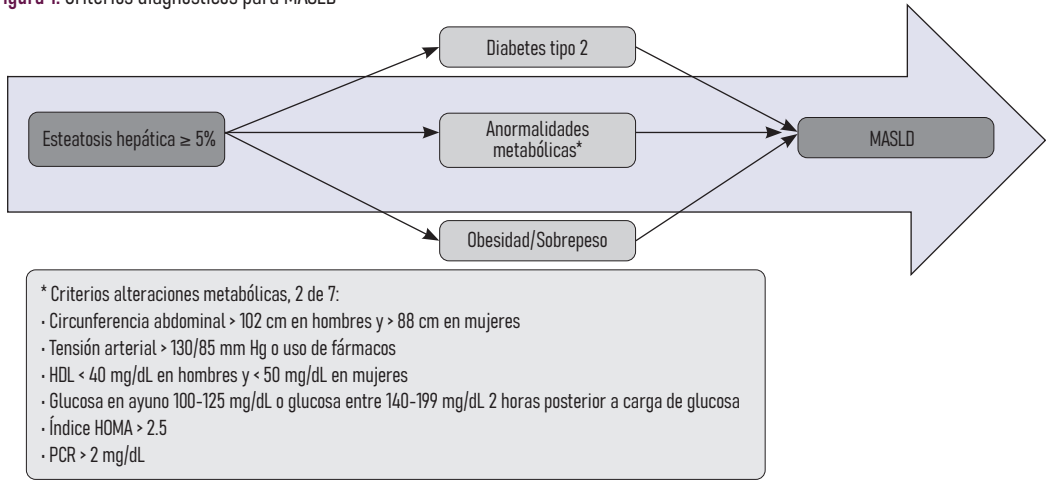 Figura 1. Criterios diagnósticos para MASLD
Diabetes tipo 2
Esteatosis hepática ≥ 5%
Anormalidades
metabólicas*
MASLD
Obesidad/Sobrepeso
* Criterios alteraciones metabólicas, 2 de 7:
· Circunferencia abdominal > 102 cm en hombres y > 88 cm en mujeres
· Tensión arterial > 130/85 mm Hg o uso de fármacos
· HDL < 40 mg/dL en hombres y < 50 mg/dL en mujeres
· Glucosa en ayuno 100-125 mg/dL o glucosa entre 140-199 mg/dL 2 horas posterior a carga de glucosa
· Índice HOMA > 2.5
· PCR > 2 mg/dL